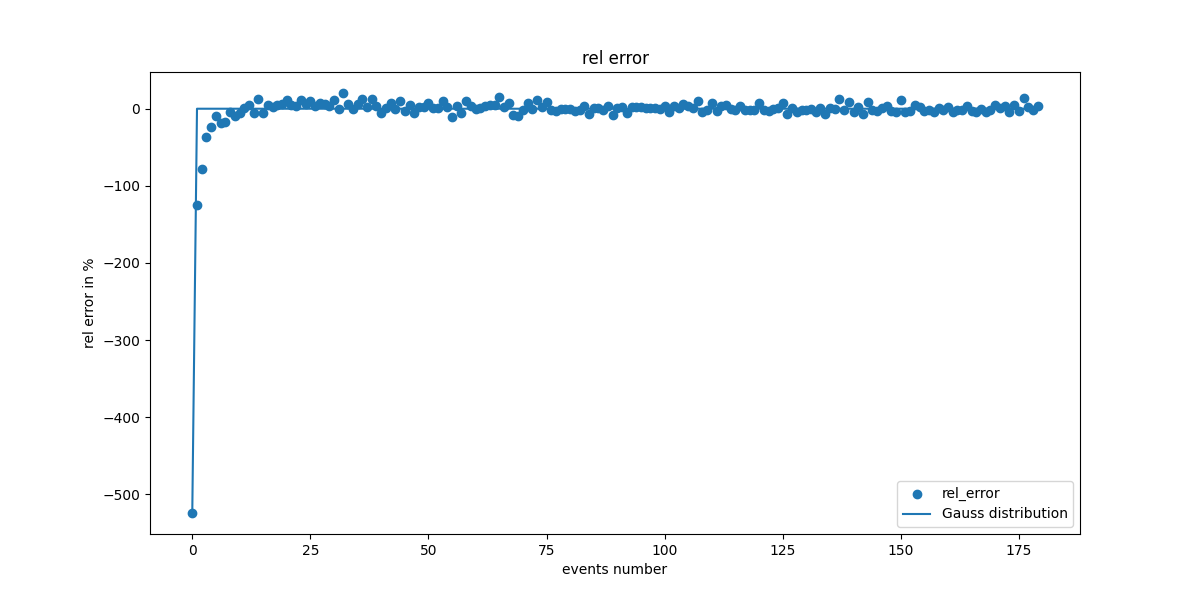 rel error
rel error in %
0
−100
−200
−300
−400
−500
0
25
50
75
100
125
150
175
events number
rel_error
Gauss distribution